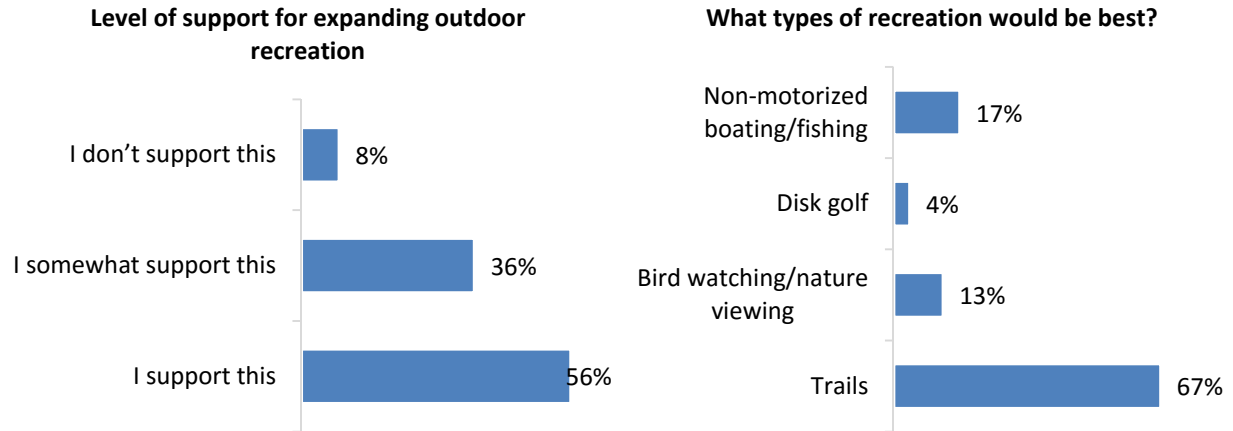 Level of support for expanding outdoor
recreation
I don’t support this
8%
I somewhat support this
36%
I support this
56%
What types of recreation would be best?
Non-motorized
boating/fishing
17%
Disk golf
4%
Bird watching/nature
viewing
13%
Trails
67%